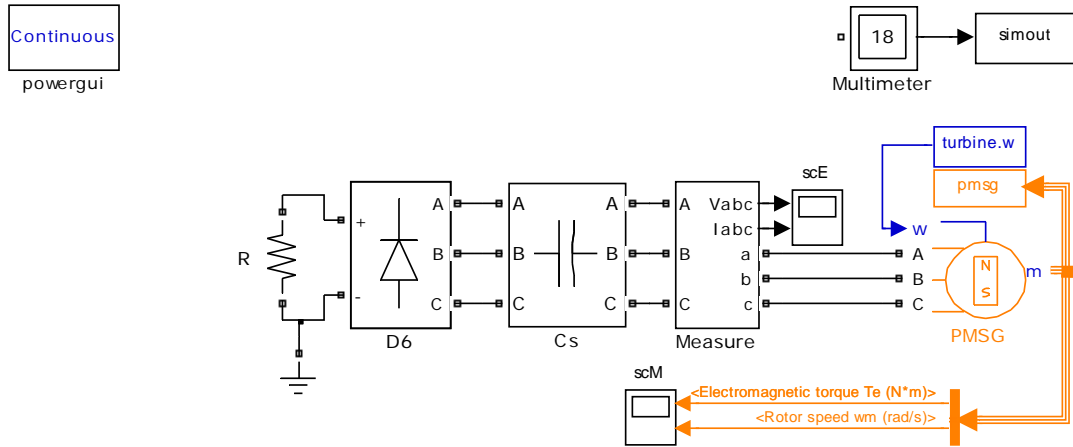 Continuous
powergui
18
Multimeter
simout
turbine.w
pmsg
scE
w
m
N
S
PMSG
A
B
C
Vabc
Iabc
a
b
c
A
B
C
Measure
A
B
C
A
B
C
Cs
A
B
C
+
-
D6
R
scM
<Electromagnetic torque Te (N*m)>
<Rotor speed wm (rad/s)>